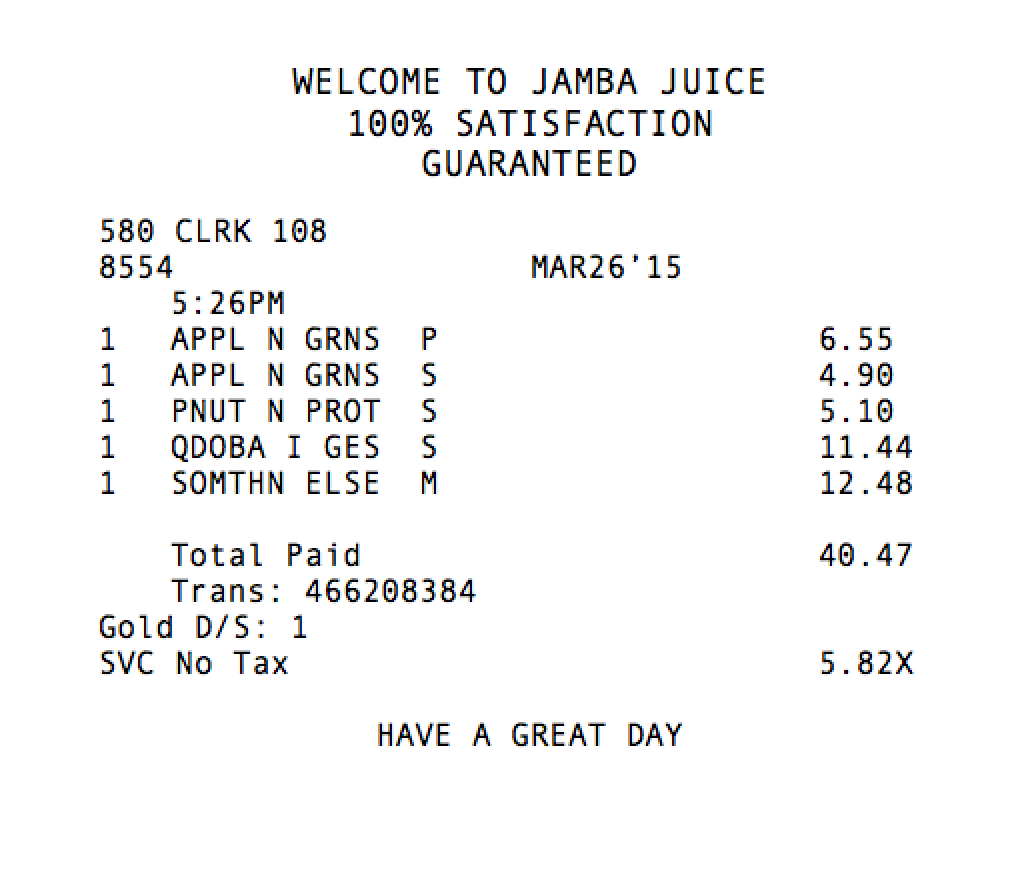 WELCOME TO JAMBA JUICE
100% SATISFACTION
GUARANTEED
580 CLRK 108
8554 MAR26'15
5:26PM
1 APPL N GRNS P 6.55
1 APPL N GRNS S 4.90
1 PNUT N PROT S 5.10
1 QDOBA I GES S 11.44
1 SOMTHN ELSE M 12.48
Total Paid 40.47
Trans: 466208384
Gold D/S: 1
SVC No Tax 5.82X
HAVE A GREAT DAY